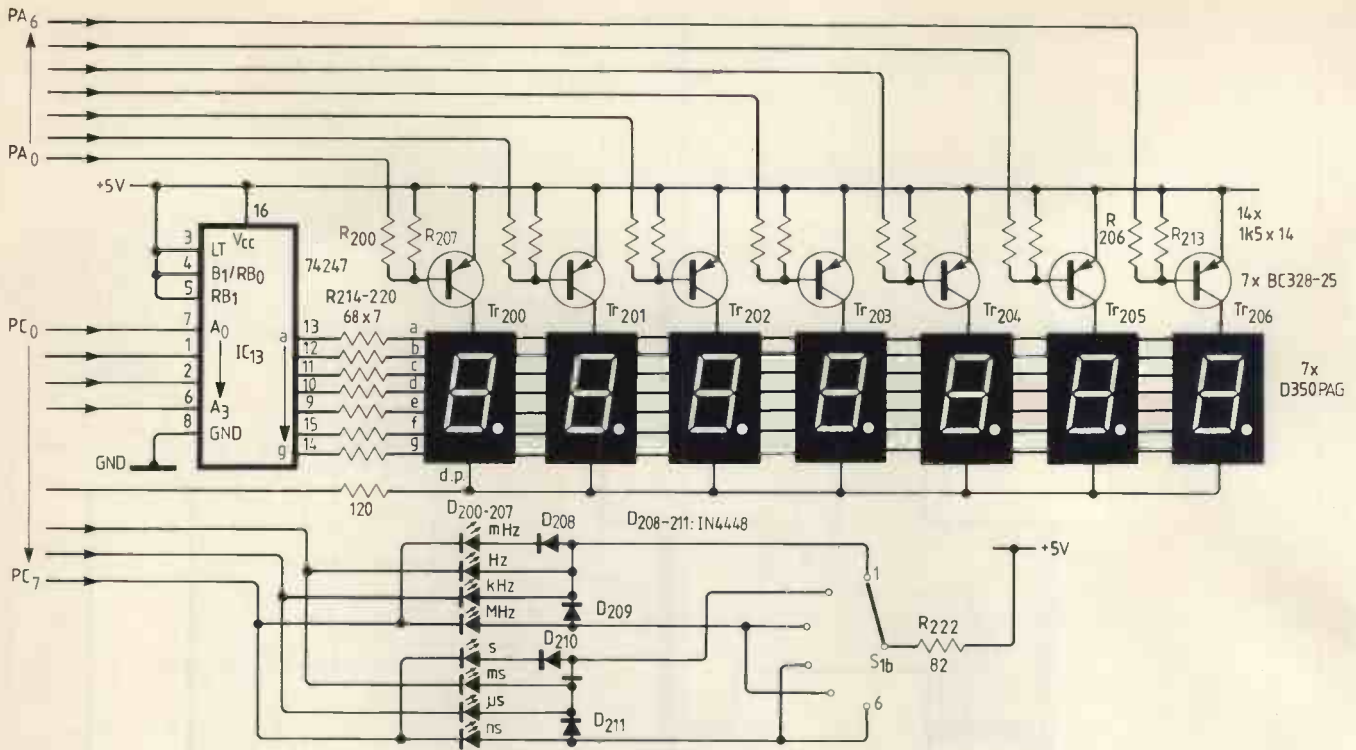 PA6
PA0
+5V
16
VCC
3
LT
4
B1/RB0
5
RB1
74247
R200
R207
R206
R213
14x
1k5 x 14
7x BC328-25
Tr200
Tr201
Tr202
Tr203
Tr204
Tr205
Tr206
R214-220
68 x 7
PC0
7
A0
1
IC13
2
6
A3
8
GND
GND
a
g
13
12
11
10
9
15
14
a
b
c
d
e
f
g
d.p.
7x
D350PAG
120
D200-207
mHz
D208
D208-211: IN4448
Hz
kHz
MHz
D209
PC7
s
D210
ms
µs
ns
D211
1
6
S1b
R222
82
+5V